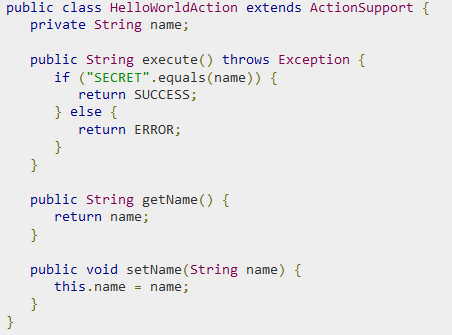 public class HelloWorldAction extends ActionSupport {
   private String name;

   public String execute() throws Exception {
      if ("SECRET".equals(name)) {
         return SUCCESS;
      } else {
         return ERROR;
      }
   }

   public String getName() {
      return name;
   }

   public void setName(String name) {
      this.name = name;
   }
}